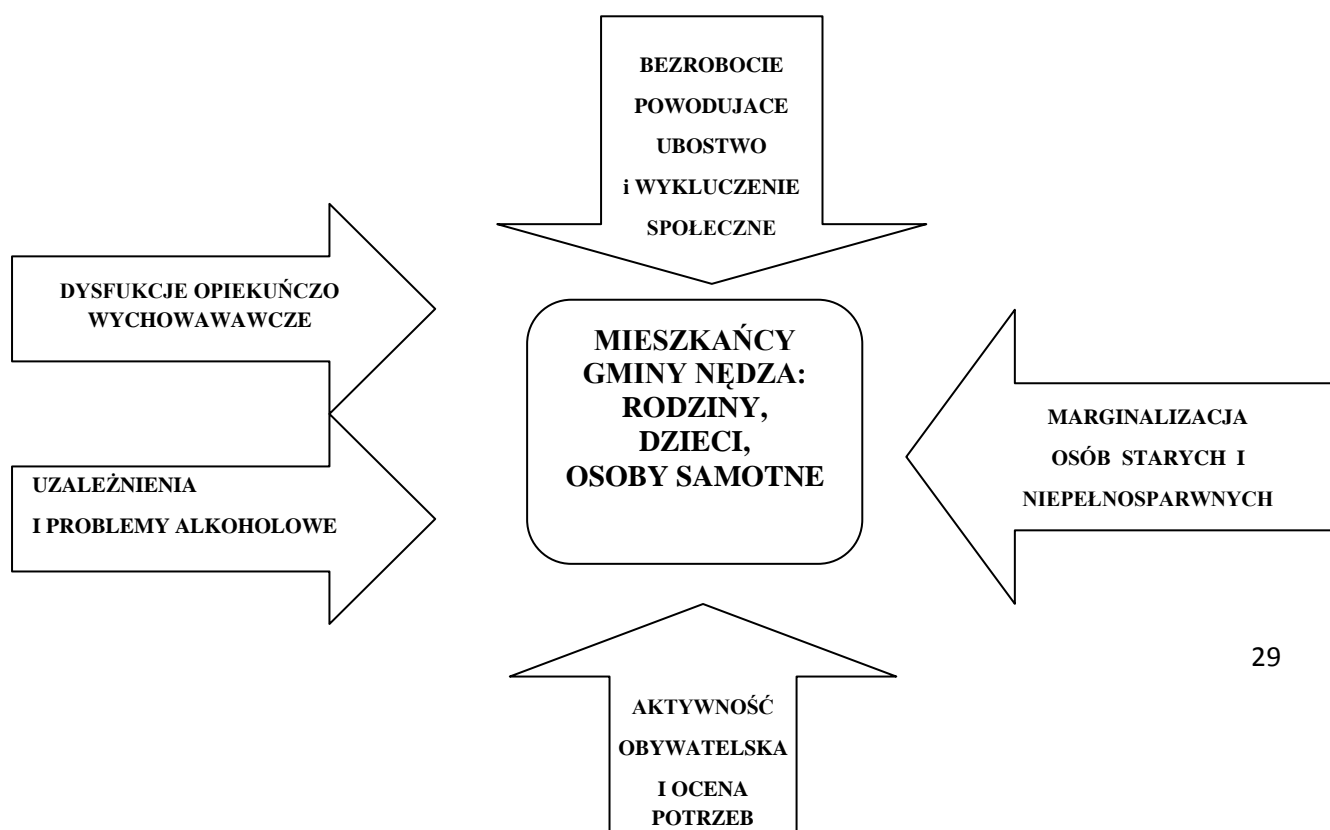 BEZROBOCIE
POWODUJACE
UBOSTWO
i WYKLUCZENIE
SPOŁECZNE
DYSFUKCJE OPIEKUŃCZO
WYCHOWAWAWCZE
MIESZKAŃCY
GMINY NĘDZA:
RODZINY,
DZIECI,
OSOBY SAMOTNE
MARGINALIZACJA
OSÓB STARYCH I
NIEPEŁNOSPARWNYCH
UZALEŻNIENIA
I PROBLEMY ALKOHOLOWE
29
AKTYWNOŚĆ
OBYWATELSKA
I OCENA
POTRZEB